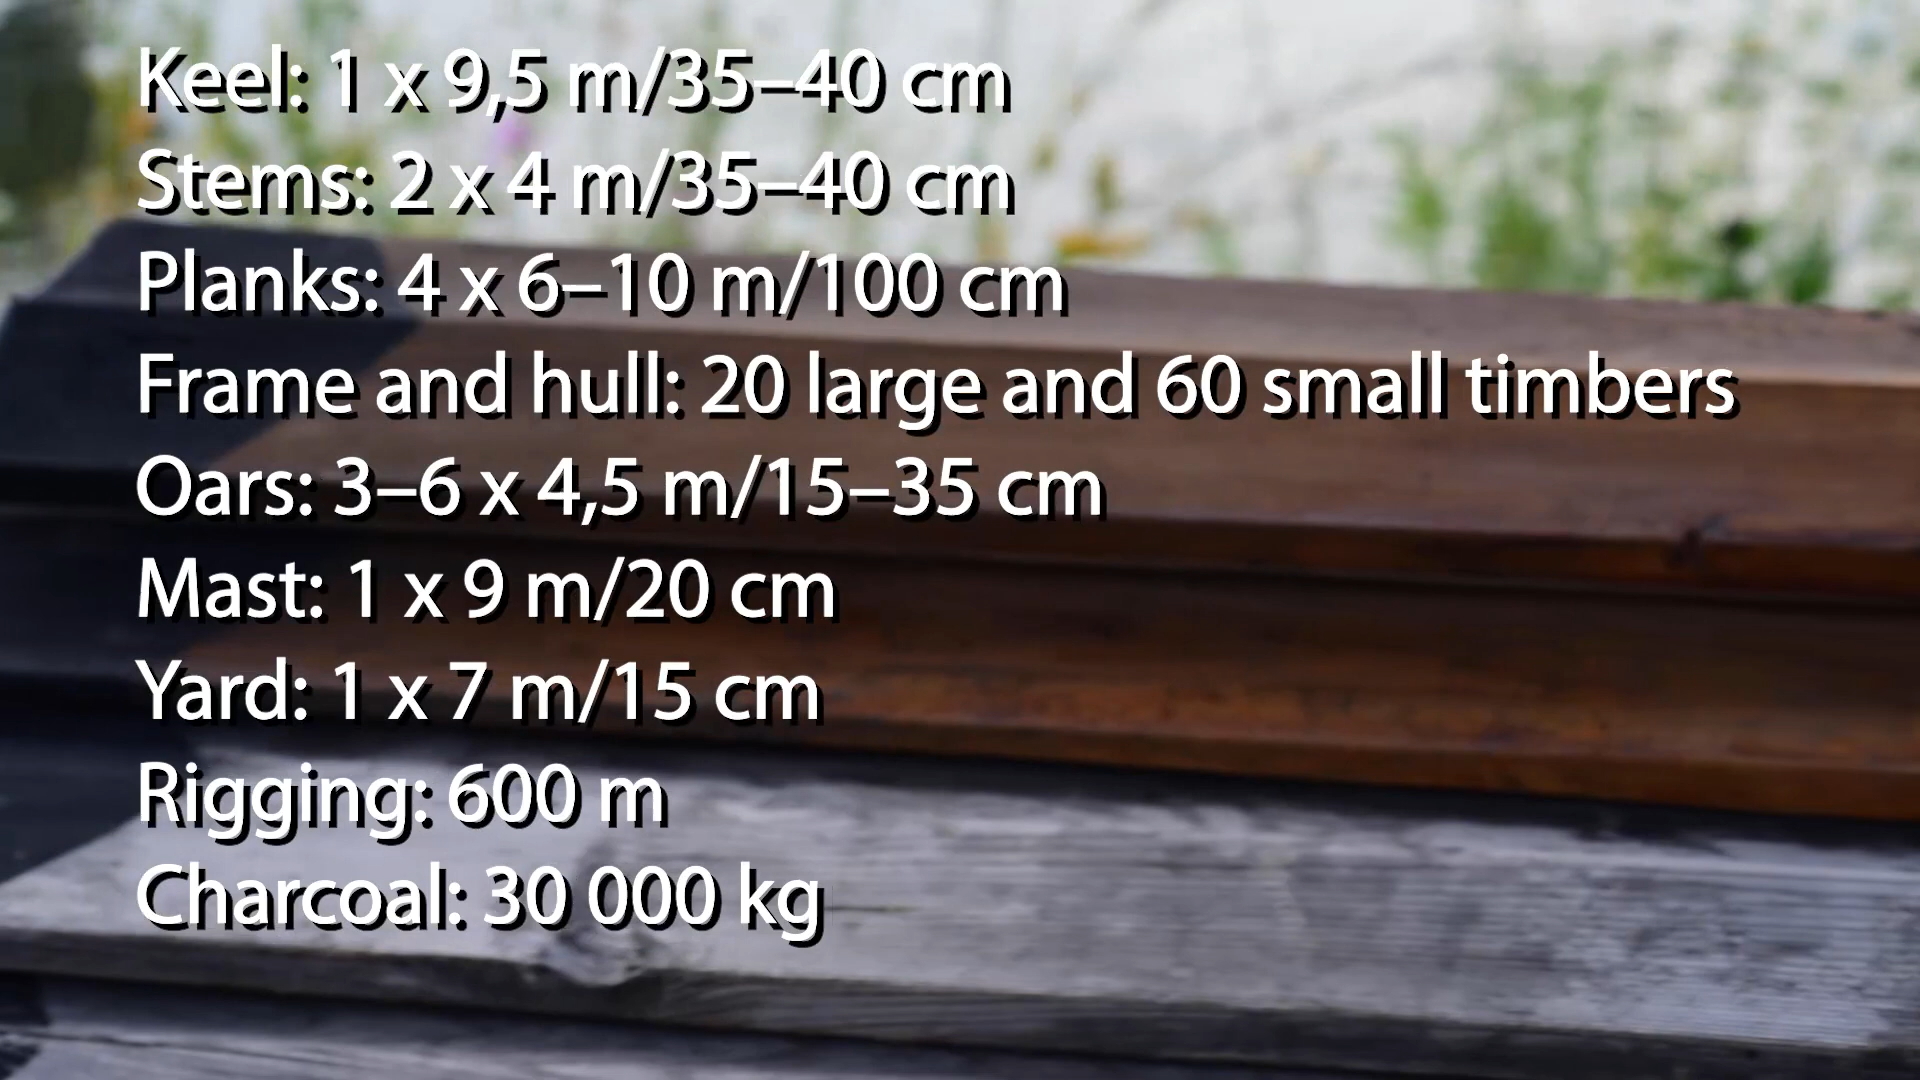 Keel: 1 x 9,5 m/35–40 cm
Stems: 2 x 4 m/35–40 cm
Planks: 4 x 6–10 m/100 cm
Frame and hull: 20 large and 60 small timbers
Oars: 3–6 x 4,5 m/15–35 cm
Mast: 1 x 9 m/20 cm
Yard: 1 x 7 m/15 cm
Rigging: 600 m
Charcoal: 30 000 kg